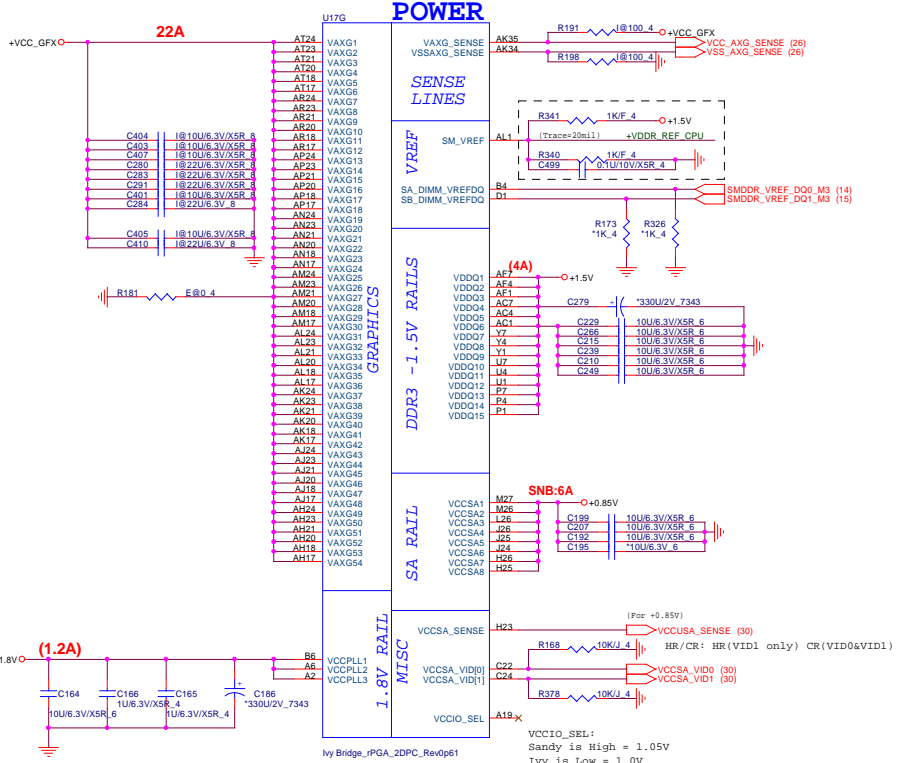 POWER
U17G
+VCC_GFX
22A
AT24 VAXG1
AT23 VAXG2
AT21 VAXG3
AT20 VAXG4
AT18 VAXG5
AT17 VAXG6
AR24 VAXG7
AR23 VAXG8
AR21 VAXG9
AR20 VAXG10
AR18 VAXG11
AR17 VAXG12
AP24 VAXG13
AP23 VAXG14
AP21 VAXG15
AP20 VAXG16
AP18 VAXG17
AP17 VAXG18
AN24 VAXG19
AN23 VAXG20
AN21 VAXG21
AN20 VAXG22
AN18 VAXG23
AN17 VAXG24
AM24 VAXG25
AM23 VAXG26
AM21 VAXG27
AM20 VAXG28
AM18 VAXG29
AM17 VAXG30
AL24 VAXG31
AL23 VAXG32
AL21 VAXG33
AL20 VAXG34
AL18 VAXG35
AL17 VAXG36
AK24 VAXG37
AK23 VAXG38
AK21 VAXG39
AK20 VAXG40
AK18 VAXG41
AK17 VAXG42
AJ24 VAXG43
AJ23 VAXG44
AJ21 VAXG45
AJ20 VAXG46
AJ18 VAXG47
AJ17 VAXG48
AH24 VAXG49
AH23 VAXG50
AH21 VAXG51
AH20 VAXG52
AH18 VAXG53
AH17 VAXG54
C404 I@10U/6.3V/X5R_8
C403 I@10U/6.3V/X5R_8
C407 I@10U/6.3V/X5R_8
C280 I@22U/6.3V/X5R_8
C283 I@22U/6.3V/X5R_8
C291 I@22U/6.3V/X5R_8
C401 I@10U/6.3V/X5R_8
C284 I@22U/6.3V_8
C405 I@10U/6.3V/X5R_8
C410 I@22U/6.3V_8
R181 E@0_4
GRAPHICS
SENSE
LINES
VREF
DDR3 -1.5V RAILS
SA RAIL
MISC
1.8V RAIL
VAXG_SENSE AK35
VSSAXG_SENSE AK34
R191 I@100_4 +VCC_GFX
VCC_AXG_SENSE (26)
VSS_AXG_SENSE (26)
R198 I@100_4
SM_VREF AL1
R341 1K/F_4 +1.5V
(Trace=20mil) +VDDR_REF_CPU
R340 1K/F_4
C499 0.1U/10V/X5R_4
SA_DIMM_VREFDQ B4
SB_DIMM_VREFDQ D1
SMDDR_VREF_DQ0_M3 (14)
SMDDR_VREF_DQ1_M3 (15)
R173 *1K_4
R326 *1K_4
(4A)
+1.5V
VDDQ1 AF7
VDDQ2 AF4
VDDQ3 AF1
VDDQ4 AC7
VDDQ5 AC4
VDDQ6 AC1
VDDQ7 Y7
VDDQ8 Y4
VDDQ9 Y1
VDDQ10 U7
VDDQ11 U4
VDDQ12 U1
VDDQ13 P7
VDDQ14 P4
VDDQ15 P1
C279 + *330U/2V_7343
C229 10U/6.3V/X5R_6
C266 10U/6.3V/X5R_6
C215 10U/6.3V/X5R_6
C239 10U/6.3V/X5R_6
C210 10U/6.3V/X5R_6
C249 10U/6.3V/X5R_6
SNB:6A
+0.85V
VCCSA1 M27
VCCSA2 M26
VCCSA3 L26
VCCSA4 J26
VCCSA5 J25
VCCSA6 J24
VCCSA7 H26
VCCSA8 H25
C199 10U/6.3V/X5R_6
C207 10U/6.3V/X5R_6
C192 10U/6.3V/X5R_6
C195 *10U/6.3V_6
(For +0.85V)
VCCSA_SENSE H23
VCCUSA_SENSE (30)
R168 10K/J_4
HR/CR: HR(VID1 only) CR(VID0&VID1)
VCCSA_VID[0] C22
VCCSA_VID[1] C24
VCCSA_VID0 (30)
VCCSA_VID1 (30)
R378 10K/J_4
VCCIO_SEL A19
VCCIO_SEL:
Sandy is High = 1.05V
Ivy is Low = 1.0V
(1.2A)
1.8V
B6 VCCPLL1
A6 VCCPLL2
A2 VCCPLL3
C164
10U/6.3V/X5R_6
C166
1U/6.3V/X5R_4
C165
1U/6.3V/X5R_4
+ C186
*330U/2V_7343
Ivy Bridge_rPGA_2DPC_Rev0p61